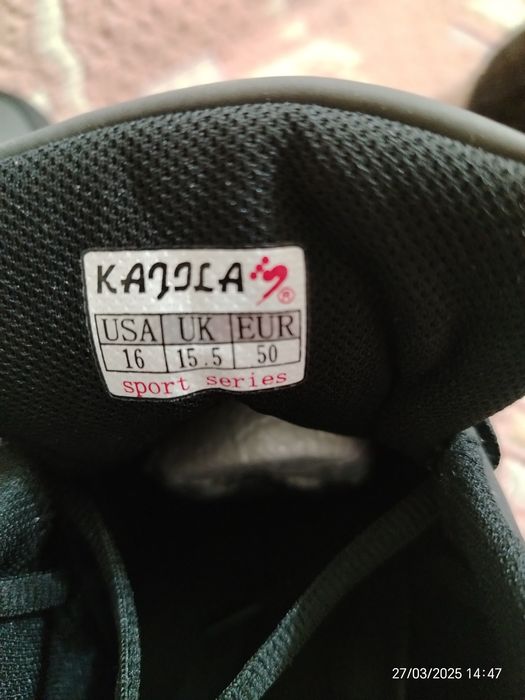 KAJILA
®
USA UK EUR
16 15.5 50
sport series
27/03/2025 14:47